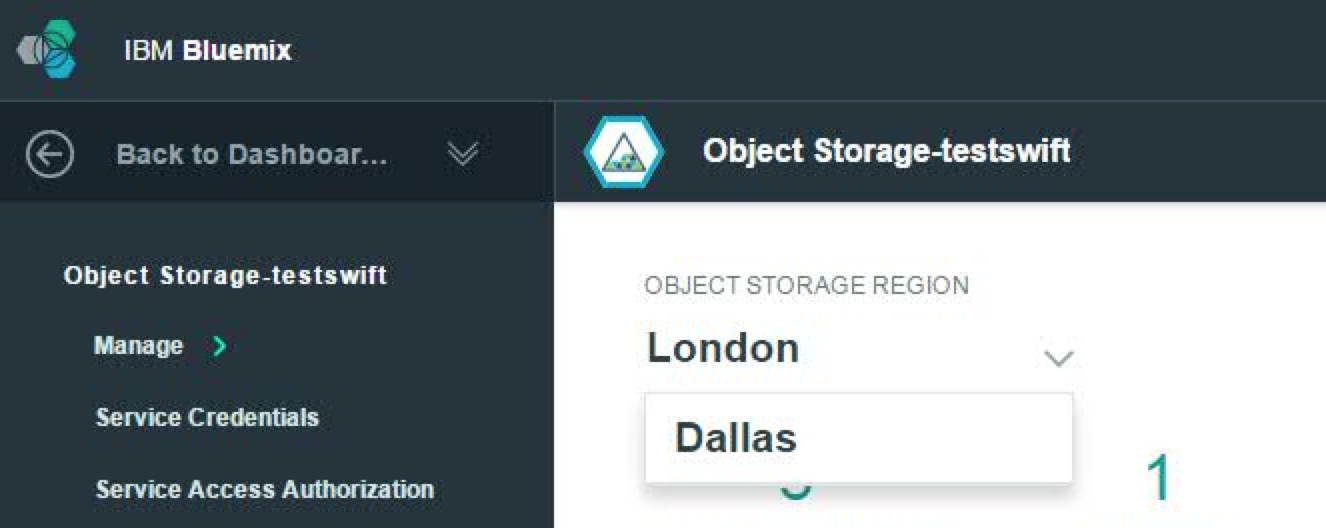 IBM Bluemix
Back to Dashboar...
Object Storage-testswift
Object Storage-testswift
Manage
Service Credentials
Service Access Authorization
OBJECT STORAGE REGION
London
Dallas
1